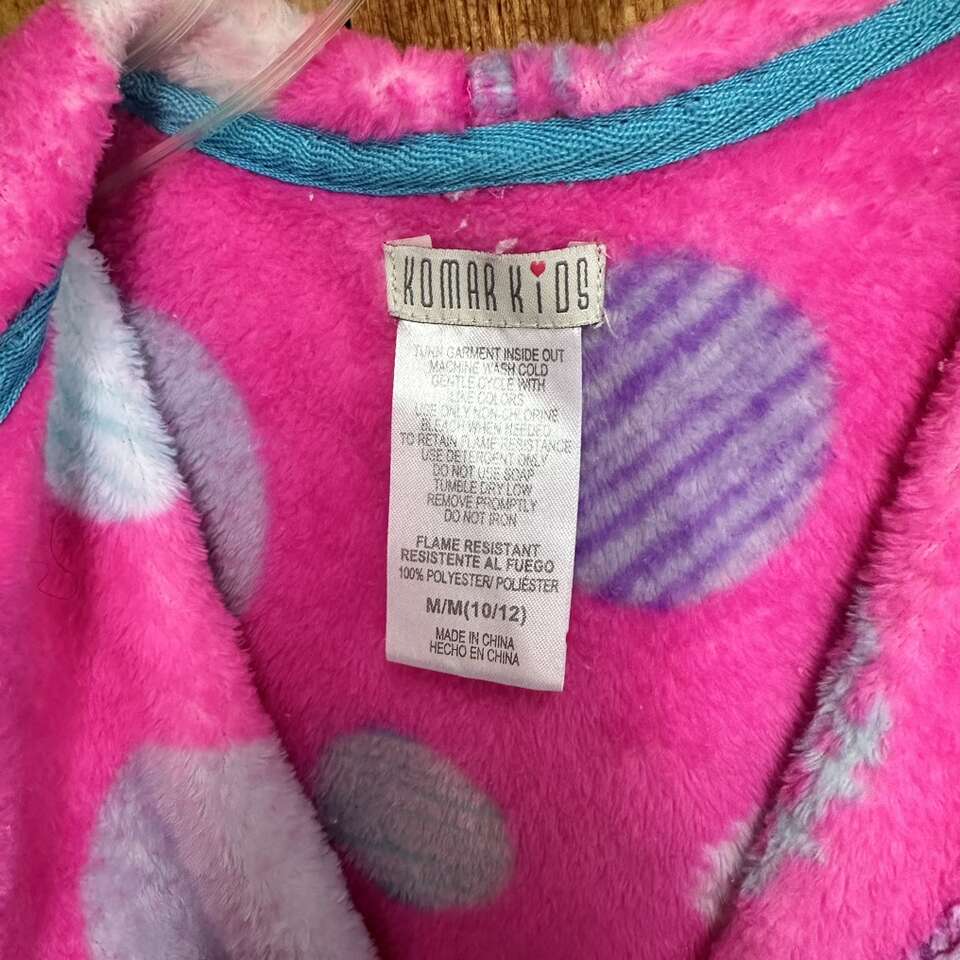 KOMAR KiDS
TURN GARMENT INSIDE OUT
MACHINE WASH COLD
GENTLE CYCLE WITH
LIKE COLORS
USE ONLY NON-CHLORINE
BLEACH WHEN NEEDED
TO RETAIN FLAME RESISTANCE
USE DETERGENT ONLY
DO NOT USE SOAP
TUMBLE DRY LOW
REMOVE PROMPTLY
DO NOT IRON
FLAME RESISTANT
RESISTENTE AL FUEGO
100% POLYESTER/ POLIÉSTER
M/M(10/12)
MADE IN CHINA
HECHO EN CHINA